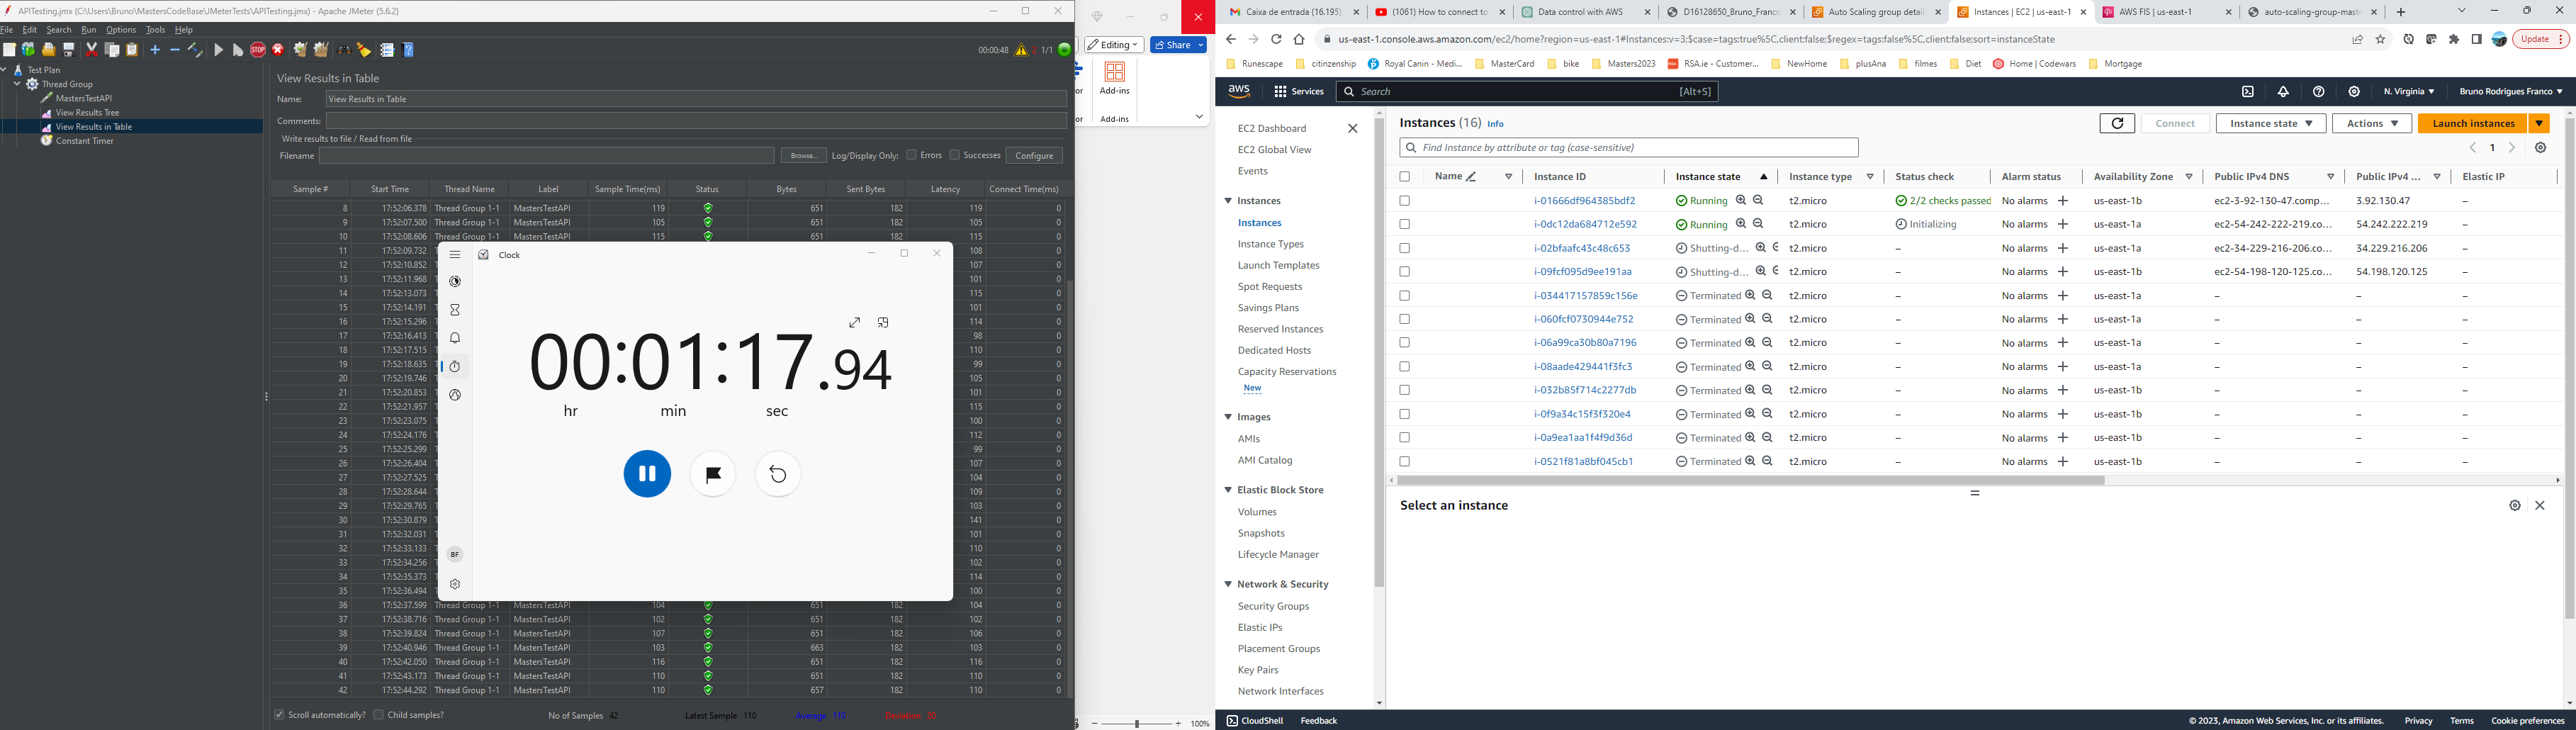 APITesting.jmx (C:\Users\Bruno\MastersCodeBase\JMeterTests\APITesting.jmx) - Apache JMeter (5.6.2)
File Edit Search Run Options Tools Help
00:00:48 1/1
Test Plan
Thread Group
MastersTestAPI
View Results Tree
View Results in Table
Constant Timer
View Results in Table
Name: View Results in Table
Comments:
Write results to file / Read from file
Filename Browse... Log/Display Only: Errors Successes Configure
Sample # Start Time Thread Name Label Sample Time(ms) Status Bytes Sent Bytes Latency Connect Time(ms)
8 17:52:06.378 Thread Group 1-1 MastersTestAPI 119 651 182 119 0
9 17:52:07.500 Thread Group 1-1 MastersTestAPI 105 651 182 105 0
10 17:52:08.606 Thread Group 1-1 MastersTestAPI 115 651 182 115 0
11 17:52:09.732 108 0
12 17:52:10.852 107 0
13 17:52:11.968 101 0
14 17:52:13.073 115 0
15 17:52:14.191 101 0
16 17:52:15.296 114 0
17 17:52:16.413 98 0
18 17:52:17.515 110 0
19 17:52:18.635 99 0
20 17:52:19.746 105 0
21 17:52:20.853 101 0
22 17:52:21.957 115 0
23 17:52:23.075 100 0
24 17:52:24.176 112 0
25 17:52:25.299 99 0
26 17:52:26.404 107 0
27 17:52:27.525 104 0
28 17:52:28.644 109 0
29 17:52:29.765 103 0
30 17:52:30.879 141 0
31 17:52:32.031 101 0
32 17:52:33.133 110 0
33 17:52:34.256 102 0
34 17:52:35.373 114 0
35 17:52:36.494 100 0
36 17:52:37.599 Thread Group 1-1 MastersTestAPI 104 651 182 104 0
37 17:52:38.716 Thread Group 1-1 MastersTestAPI 102 651 182 102 0
38 17:52:39.824 Thread Group 1-1 MastersTestAPI 107 651 182 106 0
39 17:52:40.946 Thread Group 1-1 MastersTestAPI 103 663 182 103 0
40 17:52:42.050 Thread Group 1-1 MastersTestAPI 116 651 182 116 0
41 17:52:43.173 Thread Group 1-1 MastersTestAPI 110 651 182 110 0
42 17:52:44.292 Thread Group 1-1 MastersTestAPI 110 657 182 110 0
Scroll automatically? Child samples? No of Samples 42 Latest Sample 110 Average 110 Deviation 20
Clock
00:01:17.94
hr min sec
BF
Editing Share
Add-ins
Add-ins
100%
Caixa de entrada (16.195) (1061) How to connect to Data control with AWS D16128650_Bruno_Franco Auto Scaling group detail Instances | EC2 | us-east-1 AWS FIS | us-east-1 auto-scaling-group-maste
us-east-1.console.aws.amazon.com/ec2/home?region=us-east-1#Instances:v=3;$case=tags:true%5C,client:false;$regex=tags:false%5C,client:false;sort=instanceState
Update
Runescape citinzenship Royal Canin - Medi... MasterCard bike Masters2023 RSA.ie - Customer... NewHome plusAna filmes Diet Home | Codewars Mortgage
aws Services Search [Alt+S] N. Virginia Bruno Rodrigues Franco
EC2 Dashboard
EC2 Global View
Events
Instances
Instances
Instance Types
Launch Templates
Spot Requests
Savings Plans
Reserved Instances
Dedicated Hosts
Capacity Reservations
New
Images
AMIs
AMI Catalog
Elastic Block Store
Volumes
Snapshots
Lifecycle Manager
Network & Security
Security Groups
Elastic IPs
Placement Groups
Key Pairs
Network Interfaces
Instances (16) Info
Connect Instance state Actions Launch instances
Find Instance by attribute or tag (case-sensitive)
1
Name Instance ID Instance state Instance type Status check Alarm status Availability Zone Public IPv4 DNS Public IPv4 ... Elastic IP
i-01666df964385bdf2 Running t2.micro 2/2 checks passed No alarms us-east-1b ec2-3-92-130-47.comp... 3.92.130.47 –
i-0dc12da684712e592 Running t2.micro Initializing No alarms us-east-1a ec2-54-242-222-219.co... 54.242.222.219 –
i-02bfaafc43c48c653 Shutting-d... t2.micro – No alarms us-east-1a ec2-34-229-216-206.co... 34.229.216.206 –
i-09fcf095d9ee191aa Shutting-d... t2.micro – No alarms us-east-1b ec2-54-198-120-125.co... 54.198.120.125 –
i-034417157859c156e Terminated t2.micro – No alarms us-east-1a – – –
i-060fcf0730944e752 Terminated t2.micro – No alarms us-east-1a – – –
i-06a99ca30b80a7196 Terminated t2.micro – No alarms us-east-1a – – –
i-08aade429441f3fc3 Terminated t2.micro – No alarms us-east-1a – – –
i-032b85f714c2277db Terminated t2.micro – No alarms us-east-1b – – –
i-0f9a34c15f3f320e4 Terminated t2.micro – No alarms us-east-1b – – –
i-0a9ea1aa1f4f9d36d Terminated t2.micro – No alarms us-east-1b – – –
i-0521f81a8bf045cb1 Terminated t2.micro – No alarms us-east-1b – – –
Select an instance
CloudShell Feedback © 2023, Amazon Web Services, Inc. or its affiliates. Privacy Terms Cookie preferences